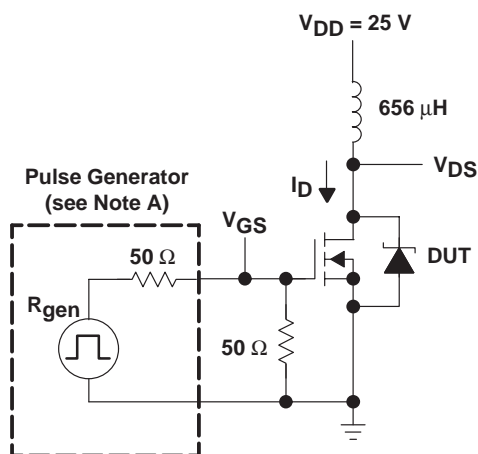 VDD = 25 V
656 μH
VDS
ID
Pulse Generator
(see Note A)
VGS
DUT
50 Ω
Rgen
50 Ω